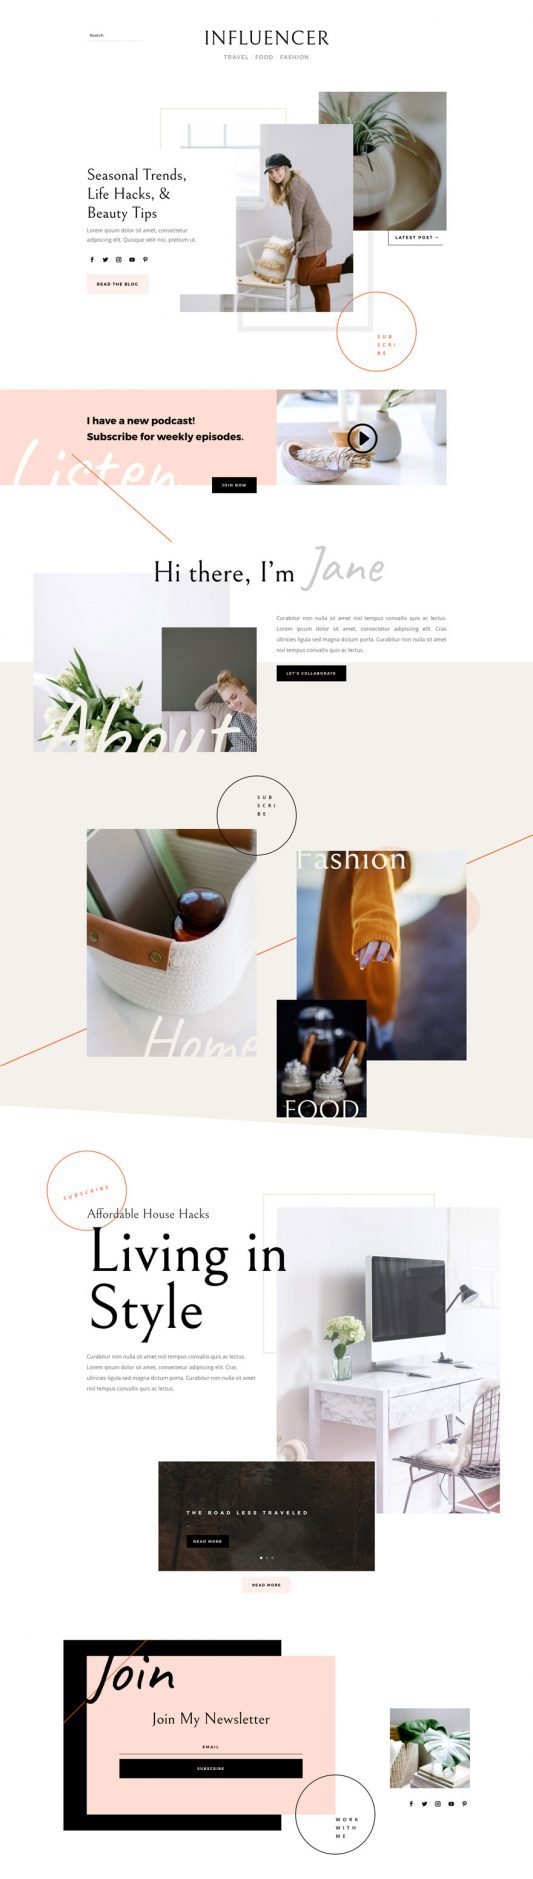 Search
INFLUENCER
TRAVEL | FOOD | FASHION
Seasonal Trends,
Life Hacks, &
Beauty Tips
Lorem ipsum dolor sit amet, consectetur
adipiscing elit. Quisque velit nisi, pretium ut.
READ THE BLOG
LATEST POST →
SUB
SCRI
BE
I have a new podcast!
Subscribe for weekly episodes.
Listen
JOIN NOW
Hi there, I'm Jane
Curabitur non nulla sit amet nisl tempus convallis quis ac lectus.
Lorem ipsum dolor sit amet, consectetur adipiscing elit. Cras
ultricies ligula sed magna dictum porta. Curabitur non nulla sit amet
nisl tempus convallis quis ac lectus.
LET'S COLLABORATE
About
SUB
SCRI
BE
Fashion
Home
FOOD
SUBSCRIBE
Affordable House Hacks
Living in
Style
Curabitur non nulla sit amet nisl tempus convallis quis ac lectus.
Lorem ipsum dolor sit amet, consectetur adipiscing elit. Cras
ultricies ligula sed magna dictum porta. Curabitur non nulla sit amet
nisl tempus convallis quis ac lectus.
THE ROAD LESS TRAVELED
READ MORE
READ MORE
Join
Join My Newsletter
EMAIL
SUBSCRIBE
WORK
WITH
ME